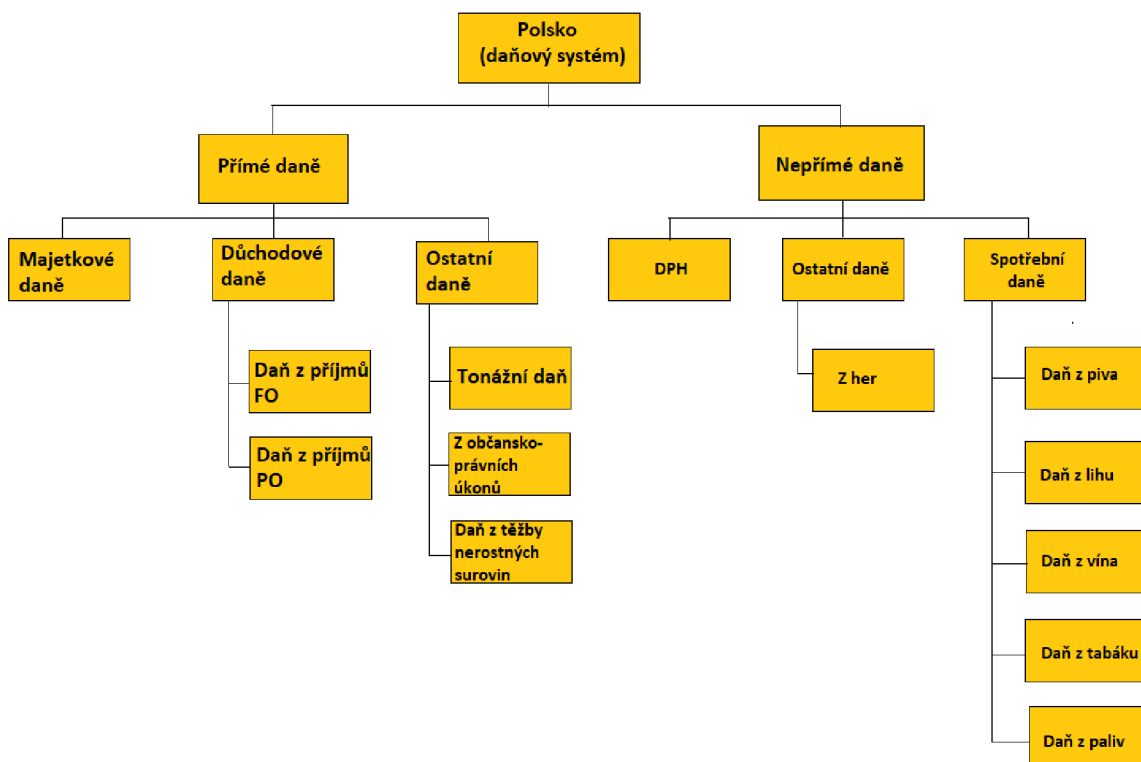 Polsko
(daňový systém)
Přímé daně
Nepřímé daně
Majetkové
daně
Důchodové
daně
Ostatní
daně
DPH
Ostatní daně
Spotřební
daně
Daň z příjmů
FO
Daň z příjmů
PO
Tonážní daň
Z občansko-
právních
úkonů
Daň z těžby
nerostných
surovin
Z her
Daň z piva
Daň z lihu
Daň z vína
Daň z tabáku
Daň z paliv